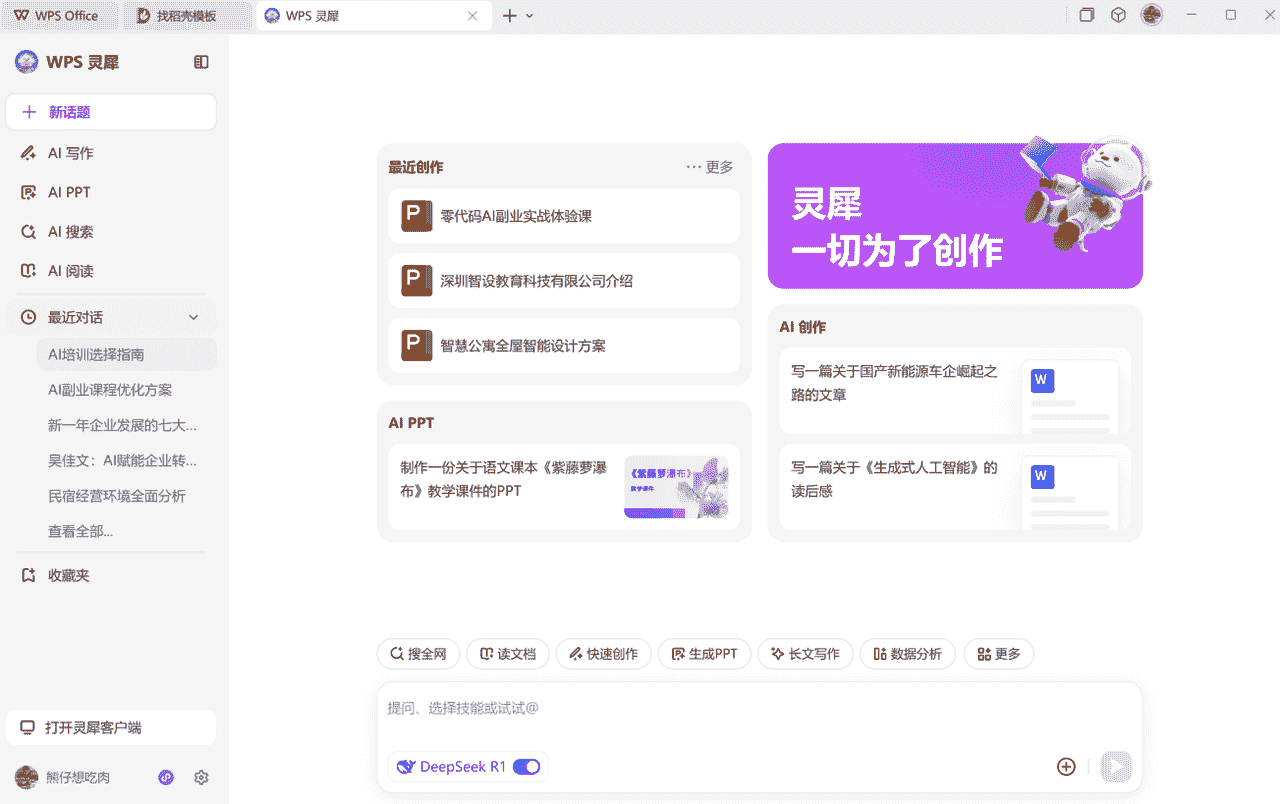 WPS Office
找稻壳模板
WPS 灵犀
WPS 灵犀
新话题
AI 写作
AI PPT
AI 搜索
AI 阅读
最近对话
AI培训选择指南
AI副业课程优化方案
新一年企业发展的七大...
吴佳文：AI赋能企业转...
民宿经营环境全面分析
查看全部...
收藏夹
打开灵犀客户端
熊仔想吃肉
最近创作
··· 更多
P
零代码AI副业实战体验课
P
深圳智设教育科技有限公司介绍
P
智慧公寓全屋智能设计方案
AI PPT
制作一份关于语文课本《紫藤萝瀑
布》教学课件的PPT
《紫藤萝瀑布》
教学课件
灵犀
一切为了创作
AI 创作
写一篇关于国产新能源车企崛起之
路的文章
W
写一篇关于《生成式人工智能》的
读后感
W
搜全网
读文档
快速创作
生成PPT
长文写作
数据分析
更多
提问、选择技能或试试@
DeepSeek R1